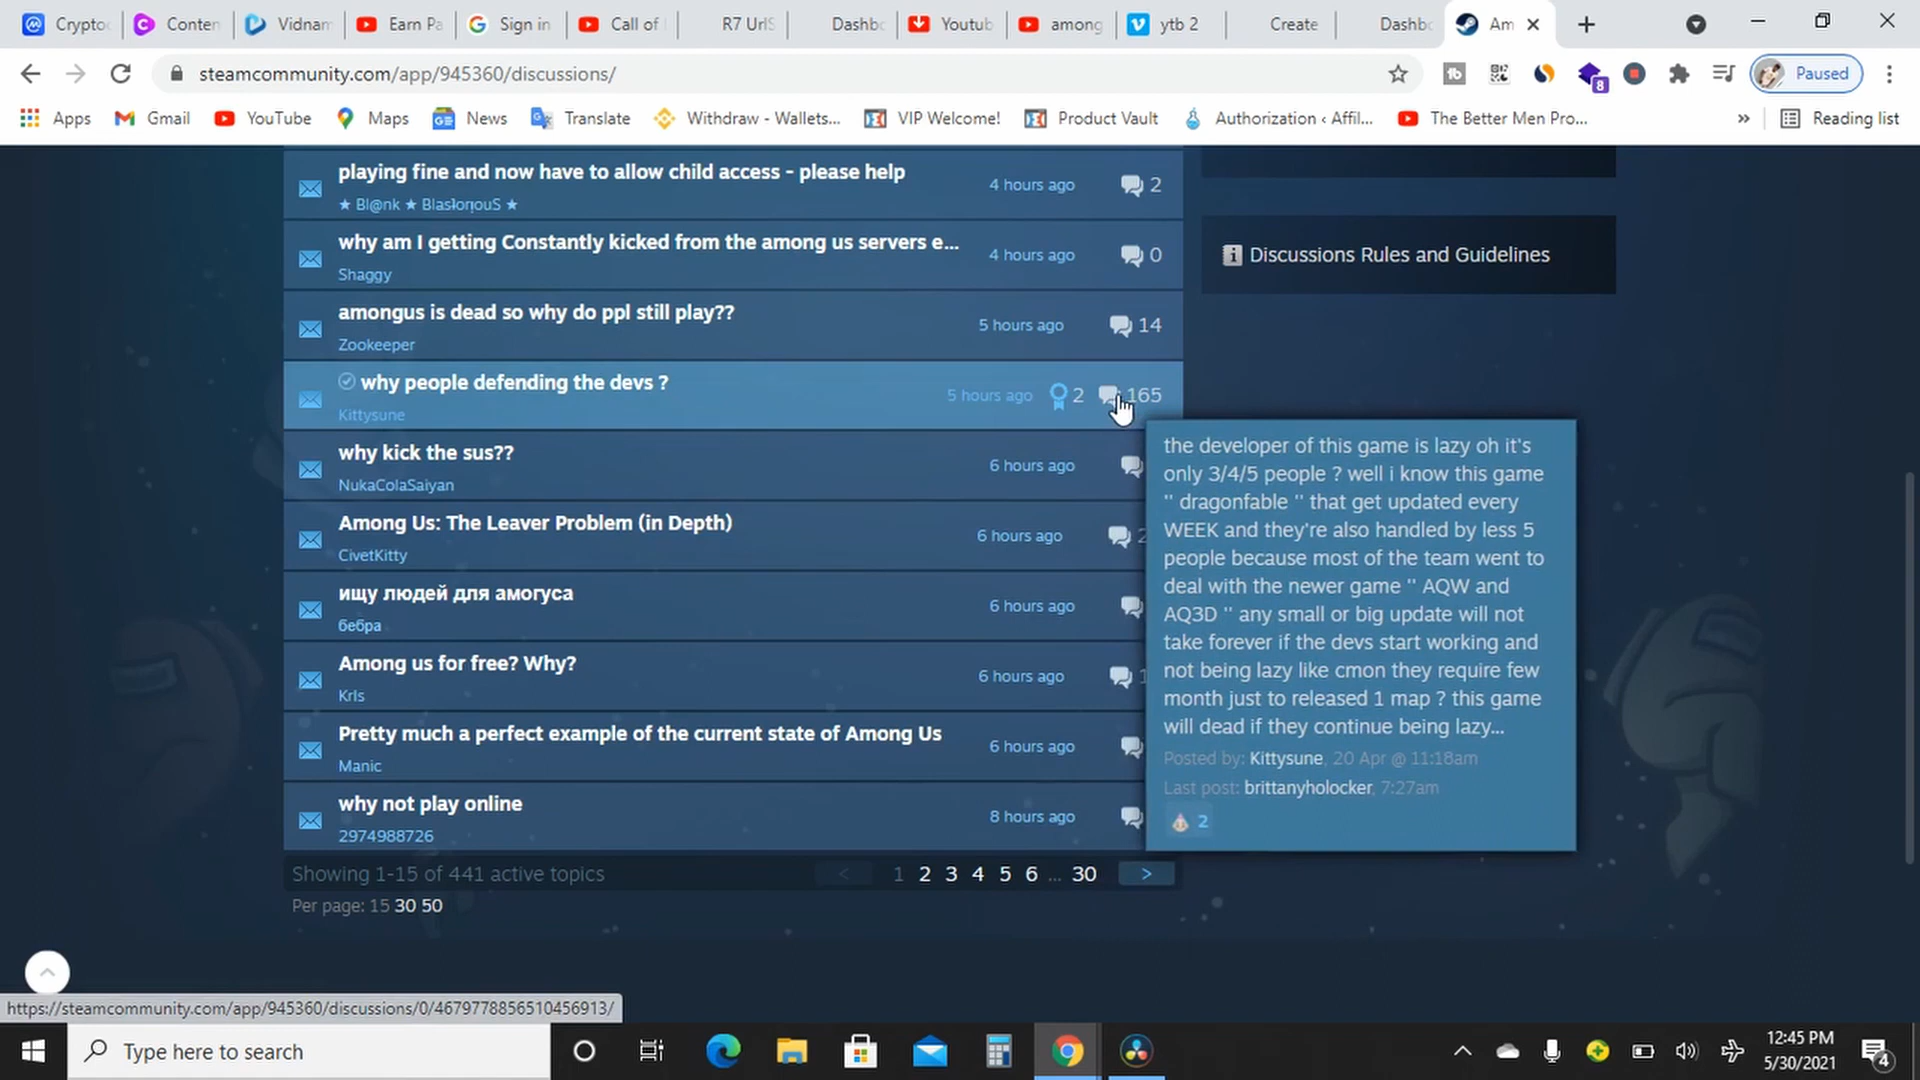 Cryptoc
Conten
Vidnam
Earn Pa
Sign in
Call of
R7 UrlS
Dashbo
Youtub
among
ytb 2
Create
Dashbo
Am
steamcommunity.com/app/945360/discussions/
8
Paused
Apps
Gmail
YouTube
Maps
News
Translate
Withdraw - Wallets...
VIP Welcome!
Product Vault
Authorization ‹ Affil...
The Better Men Pro...
»
Reading list
playing fine and now have to allow child access - please help
4 hours ago
2
Shaggy
why am I getting Constantly kicked from the among us servers e...
4 hours ago
0
Discussions Rules and Guidelines
amongus is dead so why do ppl still play??
5 hours ago
14
Zookeeper
why people defending the devs ?
5 hours ago
2
165
Kittysune
why kick the sus??
6 hours ago
NukaColaSaiyan
Among Us: The Leaver Problem (in Depth)
6 hours ago
2
CivetKitty
ищу людей для амогуса
6 hours ago
бебра
Among us for free? Why?
6 hours ago
1
Krls
Pretty much a perfect example of the current state of Among Us
6 hours ago
Manic
why not play online
8 hours ago
2974988726
the developer of this game is lazy oh it's
only 3/4/5 people ? well i know this game
" dragonfable " that get updated every
WEEK and they're also handled by less 5
people because most of the team went to
deal with the newer game " AQW and
AQ3D " any small or big update will not
take forever if the devs start working and
not being lazy like cmon they require few
month just to released 1 map ? this game
will dead if they continue being lazy...
Posted by: Kittysune, 20 Apr @ 11:18am
Last post: brittanyholocker, 7:27am
2
Showing 1-15 of 441 active topics
< 1 2 3 4 5 6 ... 30 >
Per page: 15 30 50
https://steamcommunity.com/app/945360/discussions/0/4679778856510456913/
Type here to search
12:45 PM
5/30/2021
4